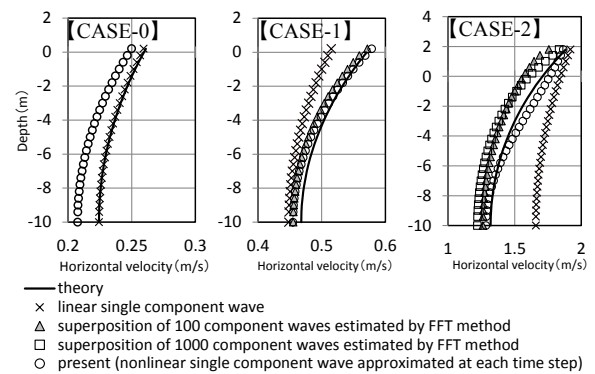 【CASE-0】 【CASE-1】 【CASE-2】
Depth(m)
2
0
-2
-4
-6
-8
-10
0.2 0.25 0.3
Horizontal velocity(m/s)
2
0
-2
-4
-6
-8
-10
0.4 0.5 0.6
Horizontal velocity(m/s)
4
2
0
-2
-4
-6
-8
-10
1 1.5 2
Horizontal velocity(m/s)
theory
linear single component wave
superposition of 100 component waves estimated by FFT method
superposition of 1000 component waves estimated by FFT method
present (nonlinear single component wave approximated at each time step)